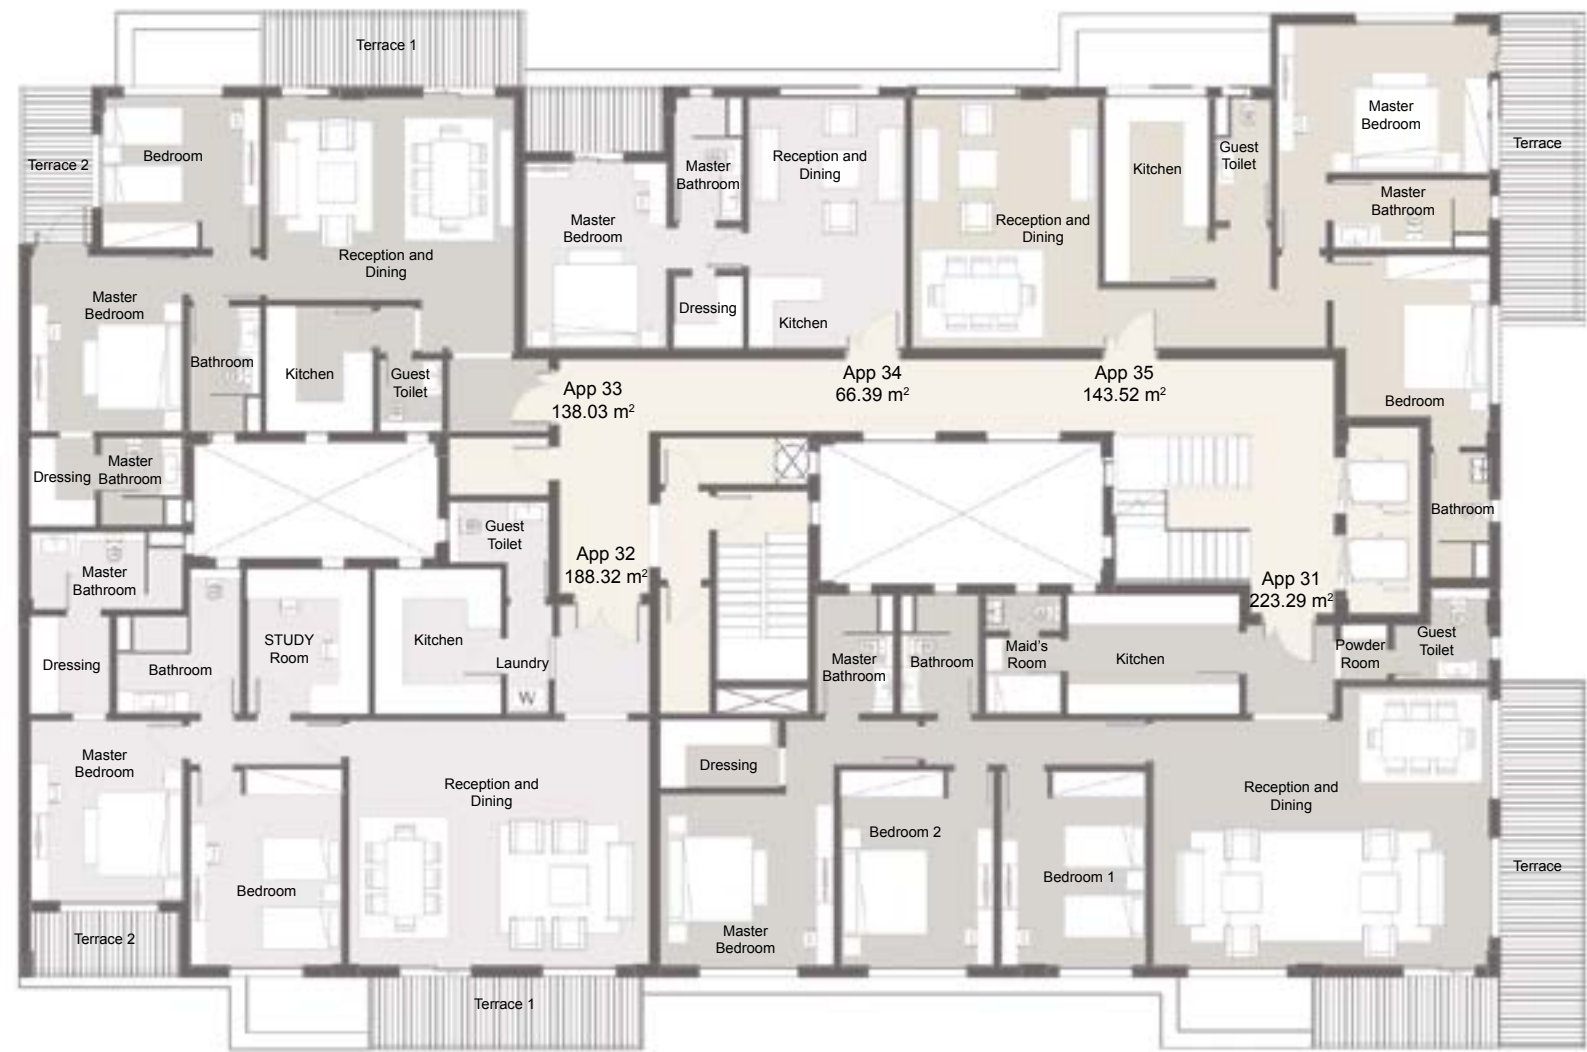 Terrace 1
Terrace 2
Bedroom
Reception and
Dining
Master
Bedroom
Bathroom
Kitchen
Guest
Toilet
Dressing
Master
Bathroom
App 33
138.03 m²
Master
Bedroom
Master
Bathroom
Dressing
Reception and
Dining
Kitchen
App 34
66.39 m²
Reception and
Dining
Kitchen
Guest
Toilet
Master
Bedroom
Master
Bathroom
Terrace
Bedroom
Bathroom
App 35
143.52 m²
Guest
Toilet
App 32
188.32 m²
Master
Bathroom
Dressing
Bathroom
STUDY
Room
Kitchen
Laundry
W
Master
Bedroom
Terrace 2
Bedroom
Reception and
Dining
Terrace 1
App 31
223.29 m²
Master
Bathroom
Bathroom
Maid's
Room
Kitchen
Powder
Room
Guest
Toilet
Dressing
Master
Bedroom
Bedroom 2
Bedroom 1
Reception and
Dining
Terrace